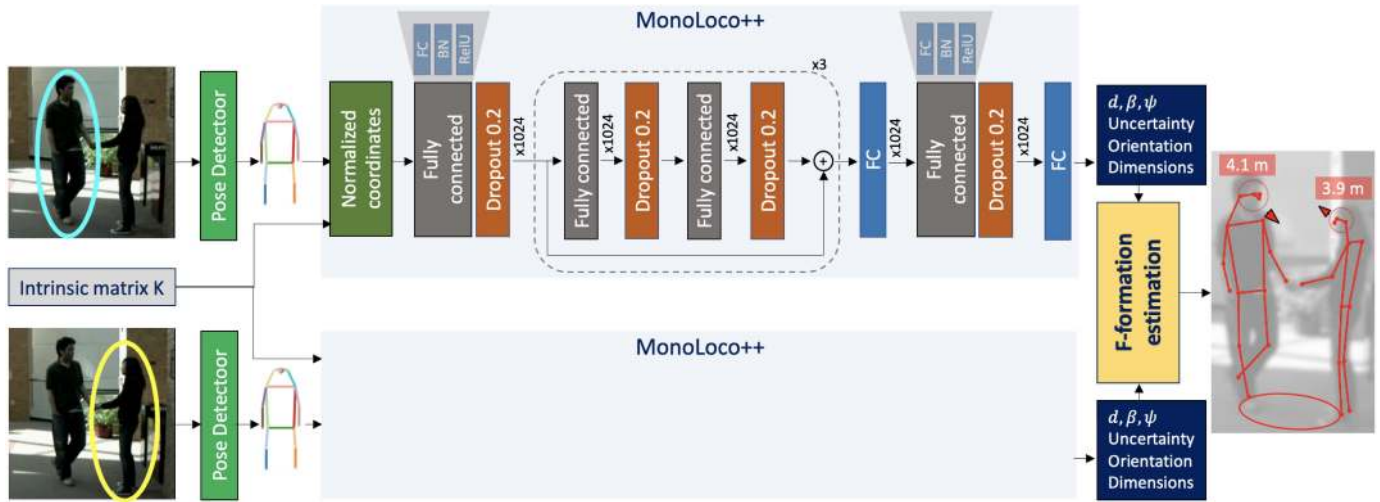 MonoLoco++
FC
BN
RelU
FC
BN
RelU
x3
Pose Detectoor
Normalized
coordinates
Fully
connected
Dropout 0.2
x1024
Fully connected
x1024
Dropout 0.2
Fully connected
x1024
Dropout 0.2
+
FC
x1024
Fully
connected
Dropout 0.2
x1024
FC
d, β, ψ
Uncertainty
Orientation
Dimensions
4.1 m
3.9 m
Intrinsic matrix K
F-formation
estimation
MonoLoco++
Pose Detectoor
d, β, ψ
Uncertainty
Orientation
Dimensions